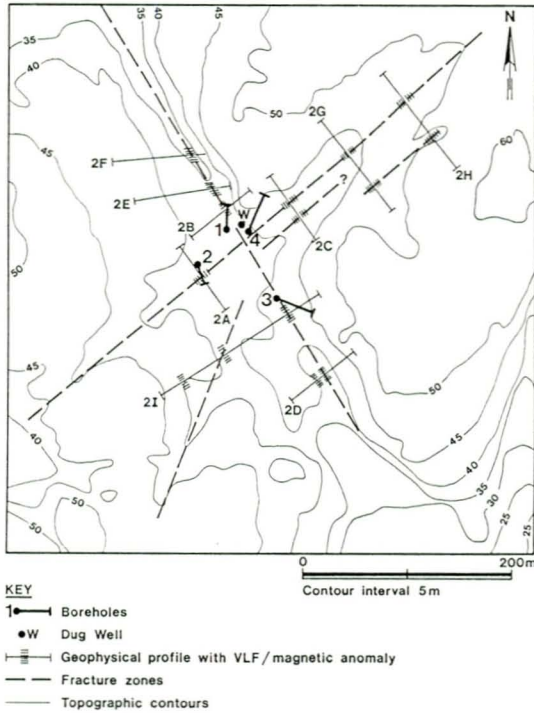 35
40
45
N
35
40
50
2G
45
60
2F
2H
2E
?
2B
W
1
4
2C
2
50
3
2A
45
50
2I
2D
45
40
40
50
35
30
25
50
25
0 200m
Contour interval 5m
KEY
1 Boreholes
W Dug Well
Geophysical profile with VLF/magnetic anomaly
Fracture zones
Topographic contours